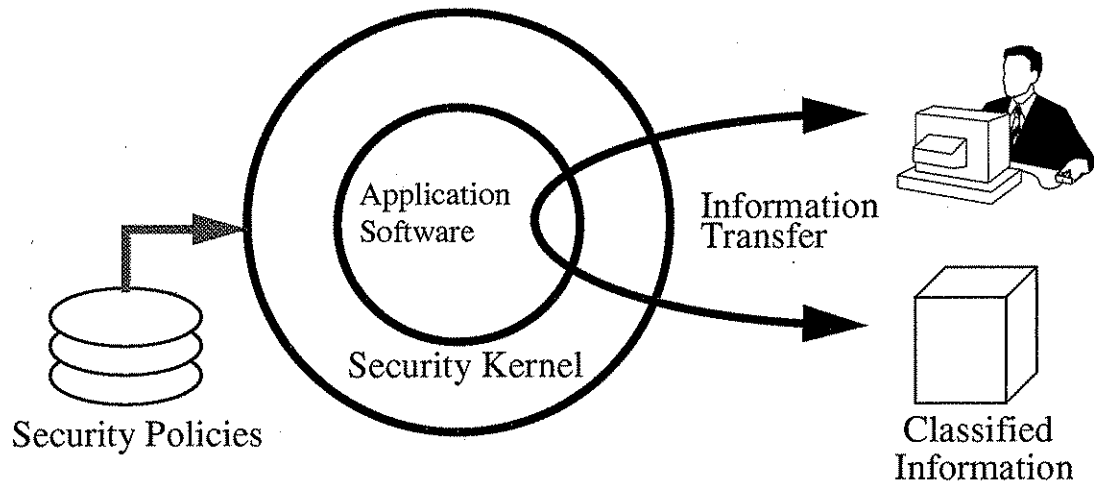 Application
Software
Information
Transfer
Security Kernel
Security Policies
Classified
Information